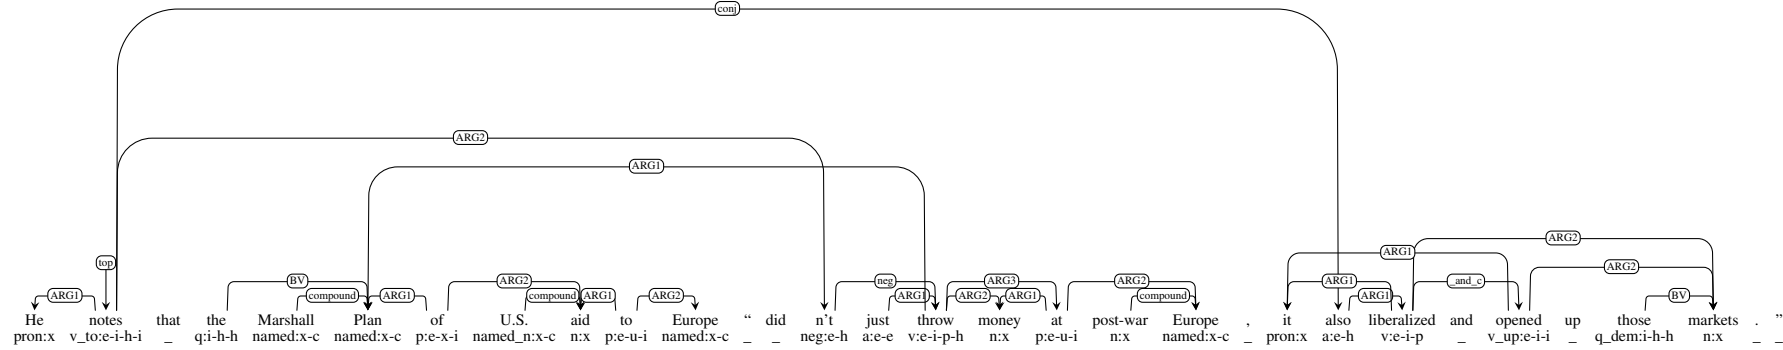 conj
ARG2
ARG1
ARG1 ARG2
top
BV ARG2 neg ARG3 ARG2 ARG1 _and_c ARG2
ARG1 compound ARG1 compound ARG1 ARG2 ARG1 ARG2 ARG1 compound ARG1 BV
He notes that the Marshall Plan of U.S. aid to Europe “ did n’t just throw money at post-war Europe , it also liberalized and opened up those markets . ”
pron:x v_to:e-i-h-i _ q:i-h-h named:x-c named:x-c p:e-x-i named_n:x-c n:x p:e-u-i named:x-c _ _ neg:e-h a:e-e v:e-i-p-h n:x p:e-u-i n:x named:x-c _ pron:x a:e-h v:e-i-p _ v_up:e-i-i _ q_dem:i-h-h n:x _ _